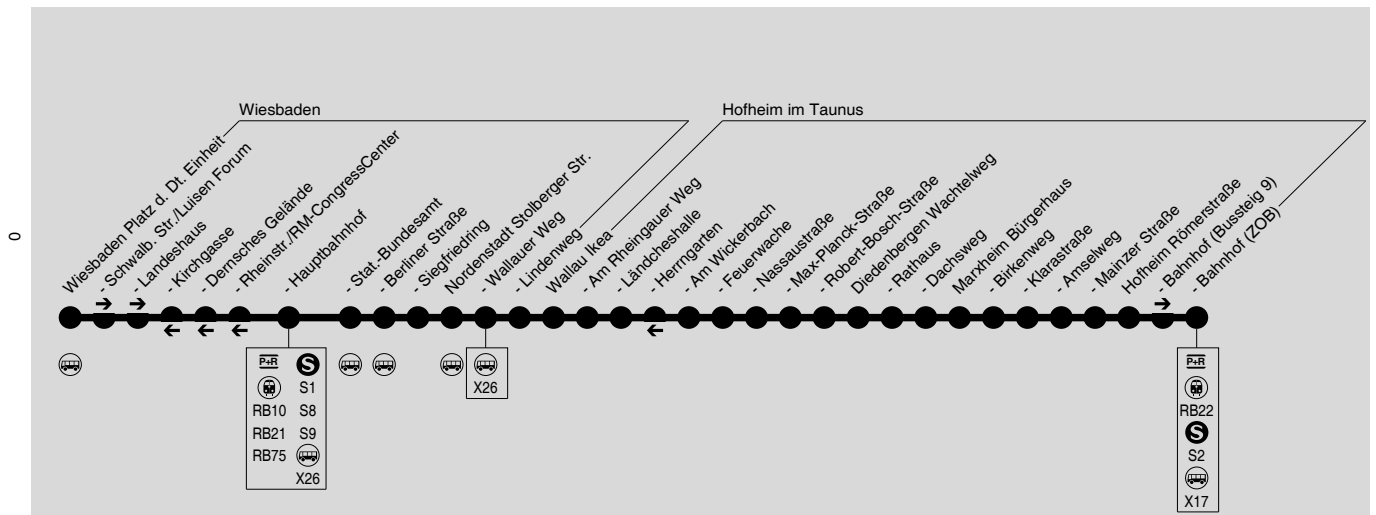 Wiesbaden
Hofheim im Taunus
Wiesbaden Platz d. Dt. Einheit
- Schwalb. Str./Luisen Forum
- Landeshaus
- Kirchgasse
- Dernsches Gelände
- Rheinstr./RM-CongressCenter
- Hauptbahnhof
- Stat.-Bundesamt
- Berliner Straße
- Siegfriedring
Nordenstadt Stolberger Str.
- Wallauer Weg
- Lindenweg
Wallau Ikea
- Am Rheingauer Weg
- Ländcheshalle
- Herrngarten
- Am Wickerbach
- Feuerwache
- Nassaustraße
- Max-Planck-Straße
- Robert-Bosch-Straße
Diedenbergen Wachtelweg
- Rathaus
- Dachsweg
Marxheim Bürgerhaus
- Birkenweg
- Klarastraße
- Amselweg
- Mainzer Straße
Hofheim Römerstraße
- Bahnhof (Bussteig 9)
- Bahnhof (ZOB)
0
P+R S
S1
RB10 S8
RB21 S9
RB75
X26
X26
P+R
RB22
S
S2
X17